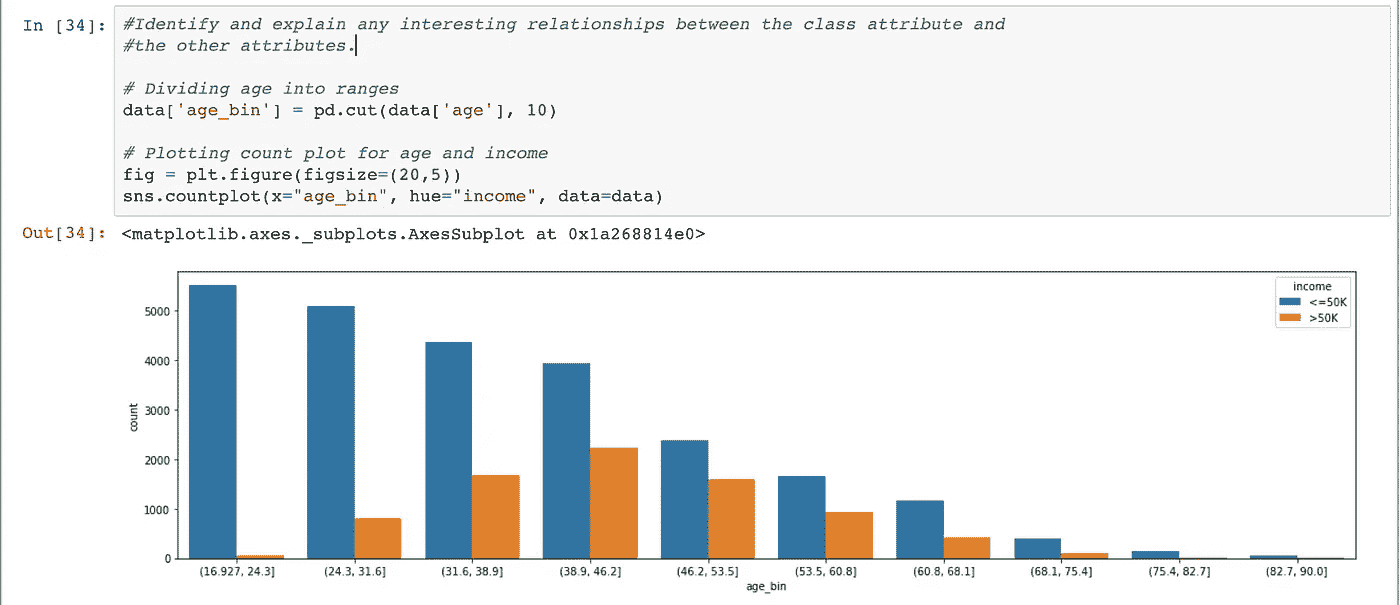 In [34]: #Identify and explain any interesting relationships between the class attribute and
#the other attributes.
# Dividing age into ranges
data['age_bin'] = pd.cut(data['age'], 10)
# Plotting count plot for age and income
fig = plt.figure(figsize=(20,5))
sns.countplot(x="age_bin", hue="income", data=data)
Out[34]: <matplotlib.axes._subplots.AxesSubplot at 0x1a268814e0>
income
<=50K
>50K
5000
4000
3000
2000
1000
0
count
(16.927, 24.3] (24.3, 31.6] (31.6, 38.9] (38.9, 46.2] (46.2, 53.5] (53.5, 60.8] (60.8, 68.1] (68.1, 75.4] (75.4, 82.7] (82.7, 90.0]
age_bin